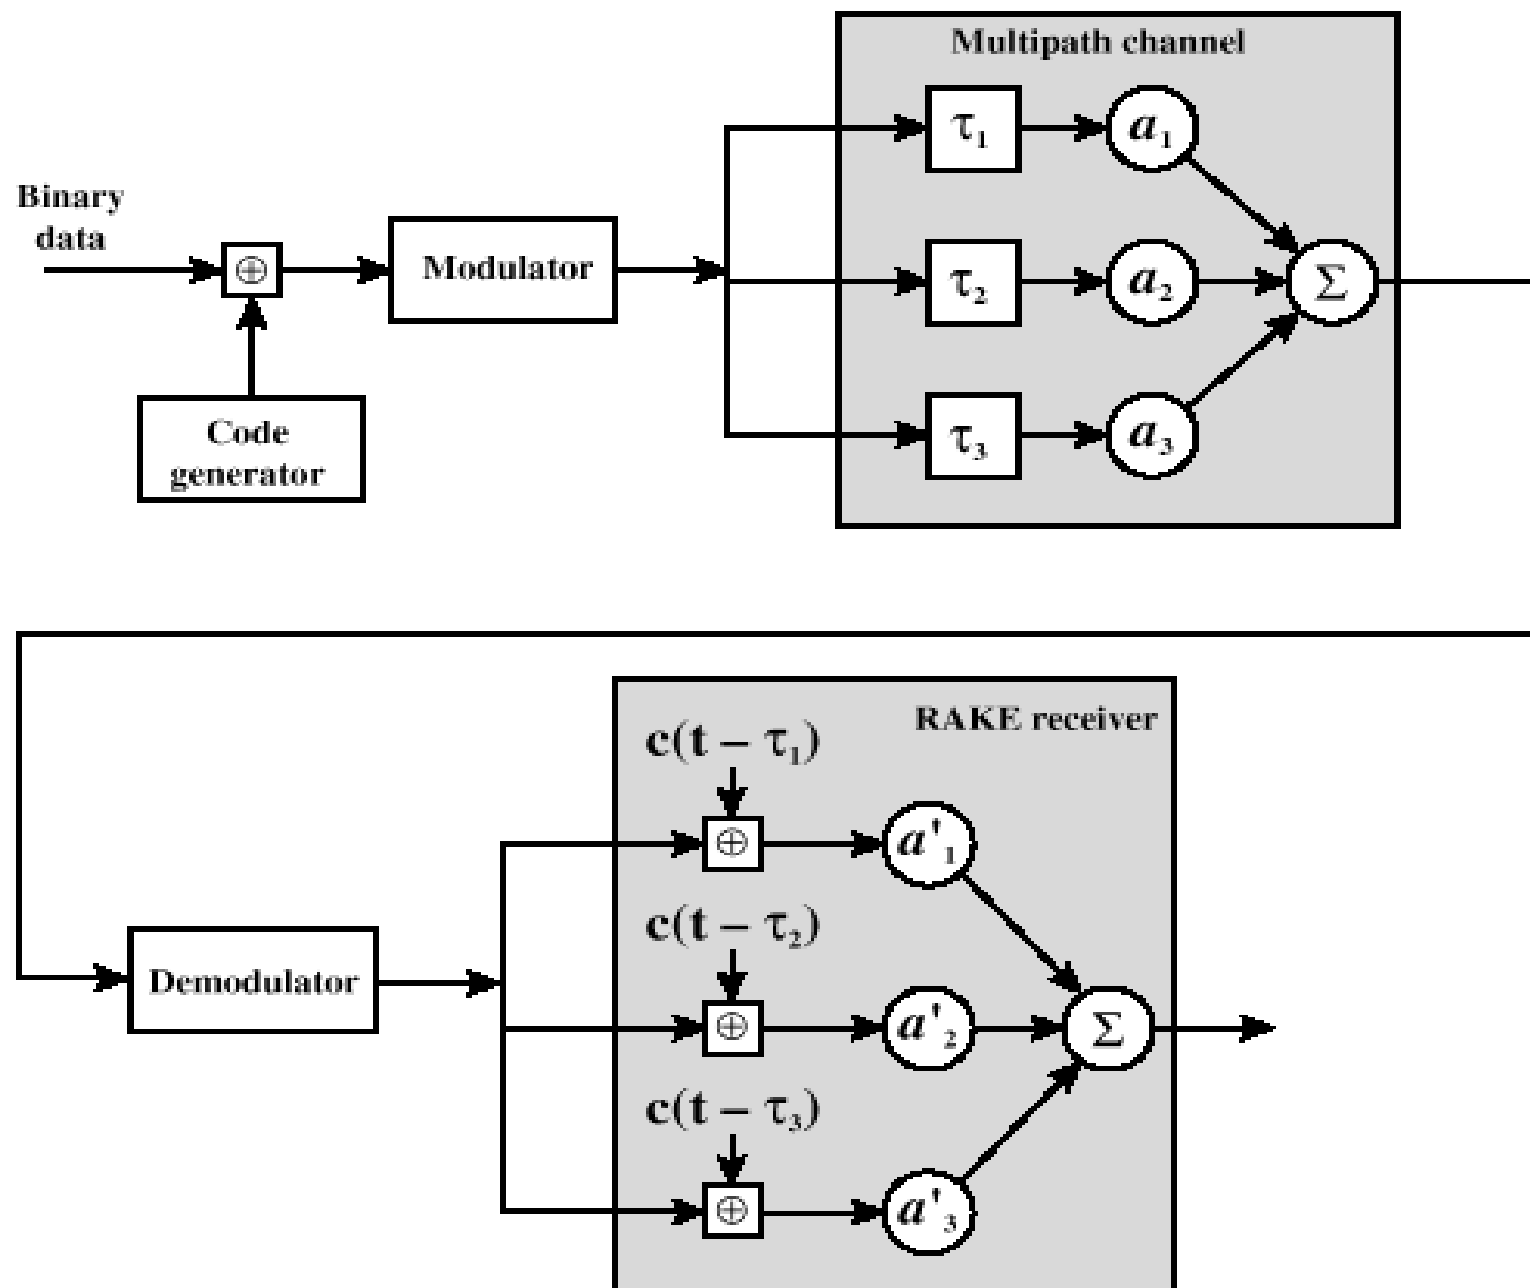 Multipath channel
τ₁
a₁
Binary
data
⊕
Modulator
τ₂
a₂
Σ
Code
generator
τ₃
a₃
RAKE receiver
c(t – τ₁)
⊕
a'₁
c(t – τ₂)
Demodulator
⊕
a'₂
Σ
c(t – τ₃)
⊕
a'₃